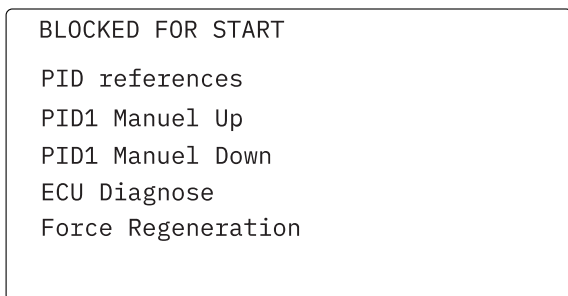 BLOCKED FOR START
PID references
PID1 Manuel Up
PID1 Manuel Down
ECU Diagnose
Force Regeneration